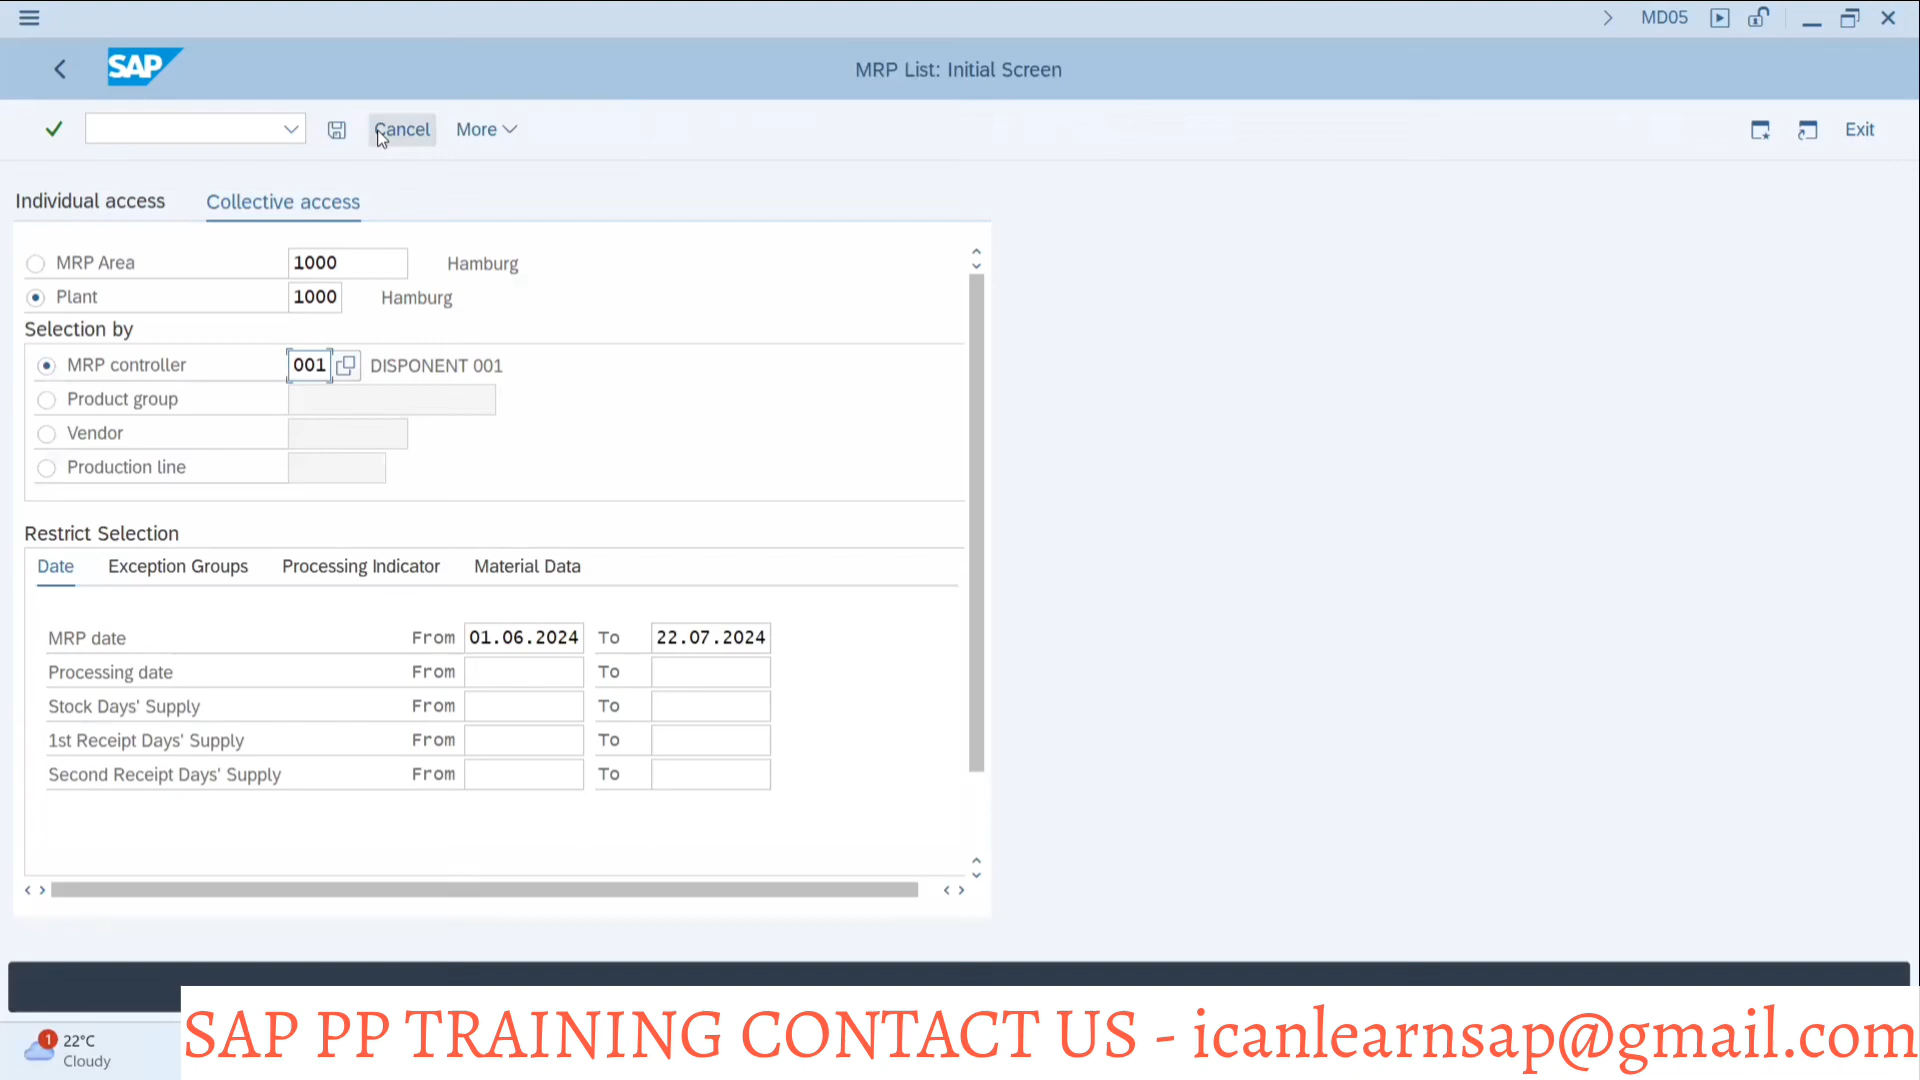 MD05
SAP
MRP List: Initial Screen
Cancel More Exit
Individual access Collective access
MRP Area 1000 Hamburg
Plant 1000 Hamburg
Selection by
MRP controller 001 DISPONENT 001
Product group
Vendor
Production line
Restrict Selection
Date Exception Groups Processing Indicator Material Data
MRP date From 01.06.2024 To 22.07.2024
Processing date From To
Stock Days' Supply From To
1st Receipt Days' Supply From To
Second Receipt Days' Supply From To
SAP PP TRAINING CONTACT US - icanlearnsap@gmail.com
1 22°C
Cloudy